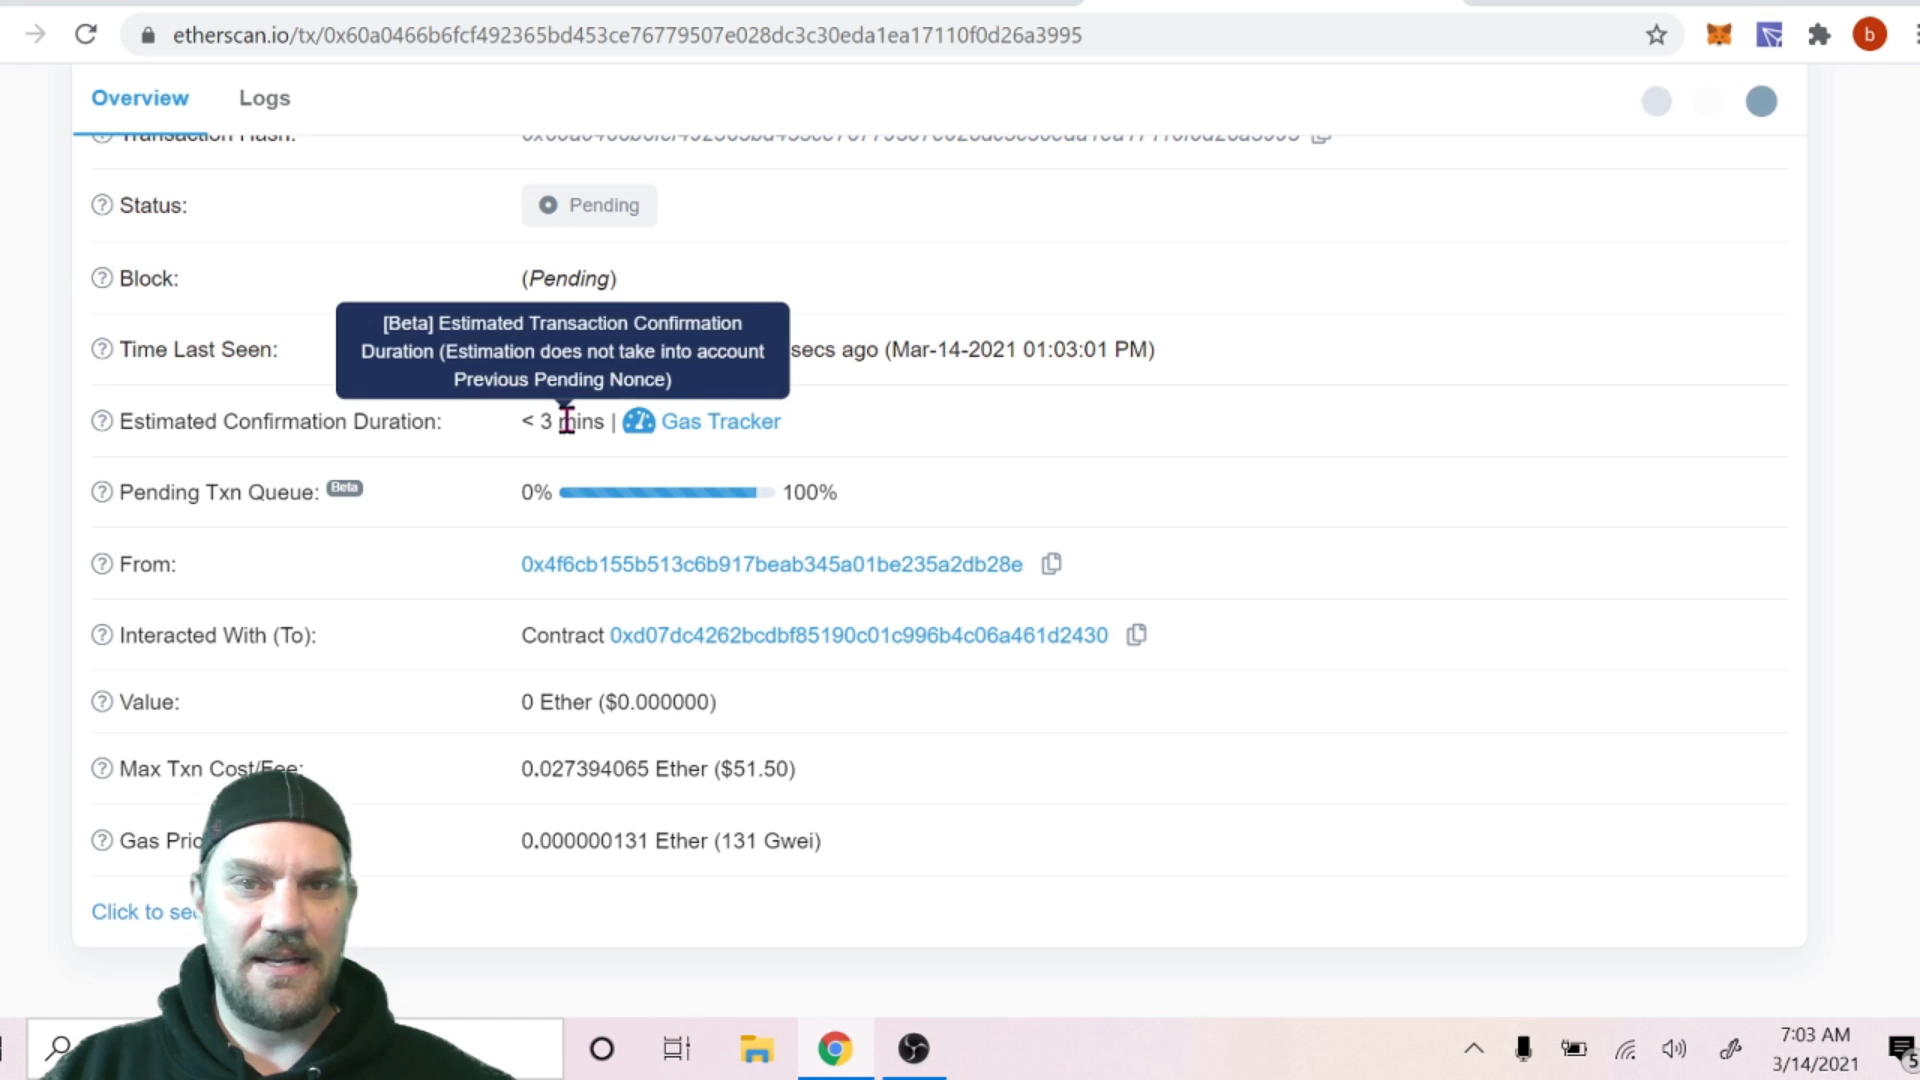 etherscan.io/tx/0x60a0466b6fcf492365bd453ce76779507e028dc3c30eda1ea17110f0d26a3995
b
Overview Logs
Transaction Hash: 0x60a0466b6fcf492365bd453ce76779507e028dc3c30eda1ea17110f0d26a3995
Status: Pending
Block: (Pending)
[Beta] Estimated Transaction Confirmation
Duration (Estimation does not take into account
Previous Pending Nonce)
Time Last Seen: secs ago (Mar-14-2021 01:03:01 PM)
Estimated Confirmation Duration: < 3 mins | Gas Tracker
Pending Txn Queue: Beta 0% 100%
From: 0x4f6cb155b513c6b917beab345a01be235a2db28e
Interacted With (To): Contract 0xd07dc4262bcdbf85190c01c996b4c06a461d2430
Value: 0 Ether ($0.000000)
Max Txn Cost/Fee: 0.027394065 Ether ($51.50)
Gas Pric 0.000000131 Ether (131 Gwei)
Click to se
7:03 AM
3/14/2021
5